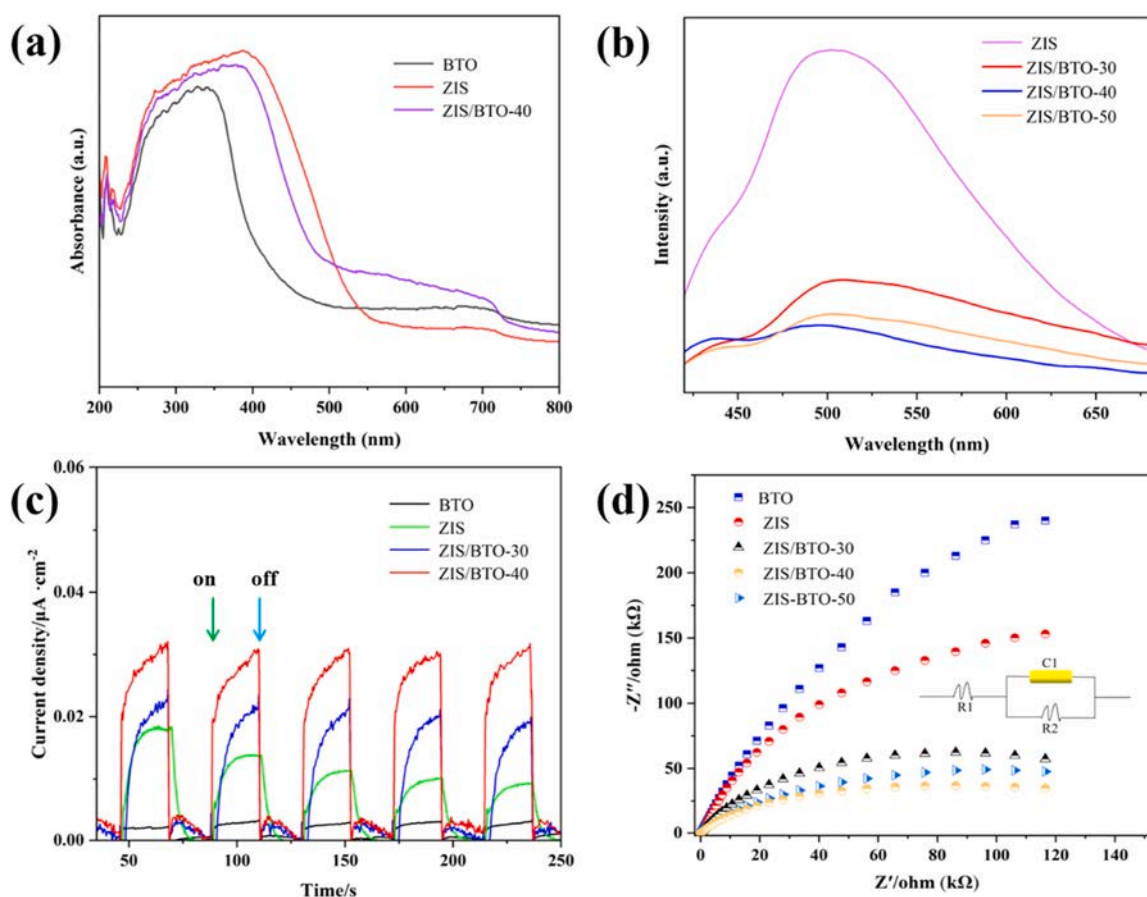 (a)
BTO
ZIS
ZIS/BTO-40
Absorbance (a.u.)
200 300 400 500 600 700 800
Wavelength (nm)
(b)
ZIS
ZIS/BTO-30
ZIS/BTO-40
ZIS/BTO-50
Intensity (a.u.)
450 500 550 600 650
Wavelength (nm)
(c)
BTO
ZIS
ZIS/BTO-30
ZIS/BTO-40
on off
Current density/μA ·cm⁻²
0.06
0.04
0.02
0.00
50 100 150 200 250
Time/s
(d)
BTO
ZIS
ZIS/BTO-30
ZIS/BTO-40
ZIS-BTO-50
C1
R1
R2
-Z″/ohm (kΩ)
250
200
150
100
50
0
0 20 40 60 80 100 120 140
Z′/ohm (kΩ)